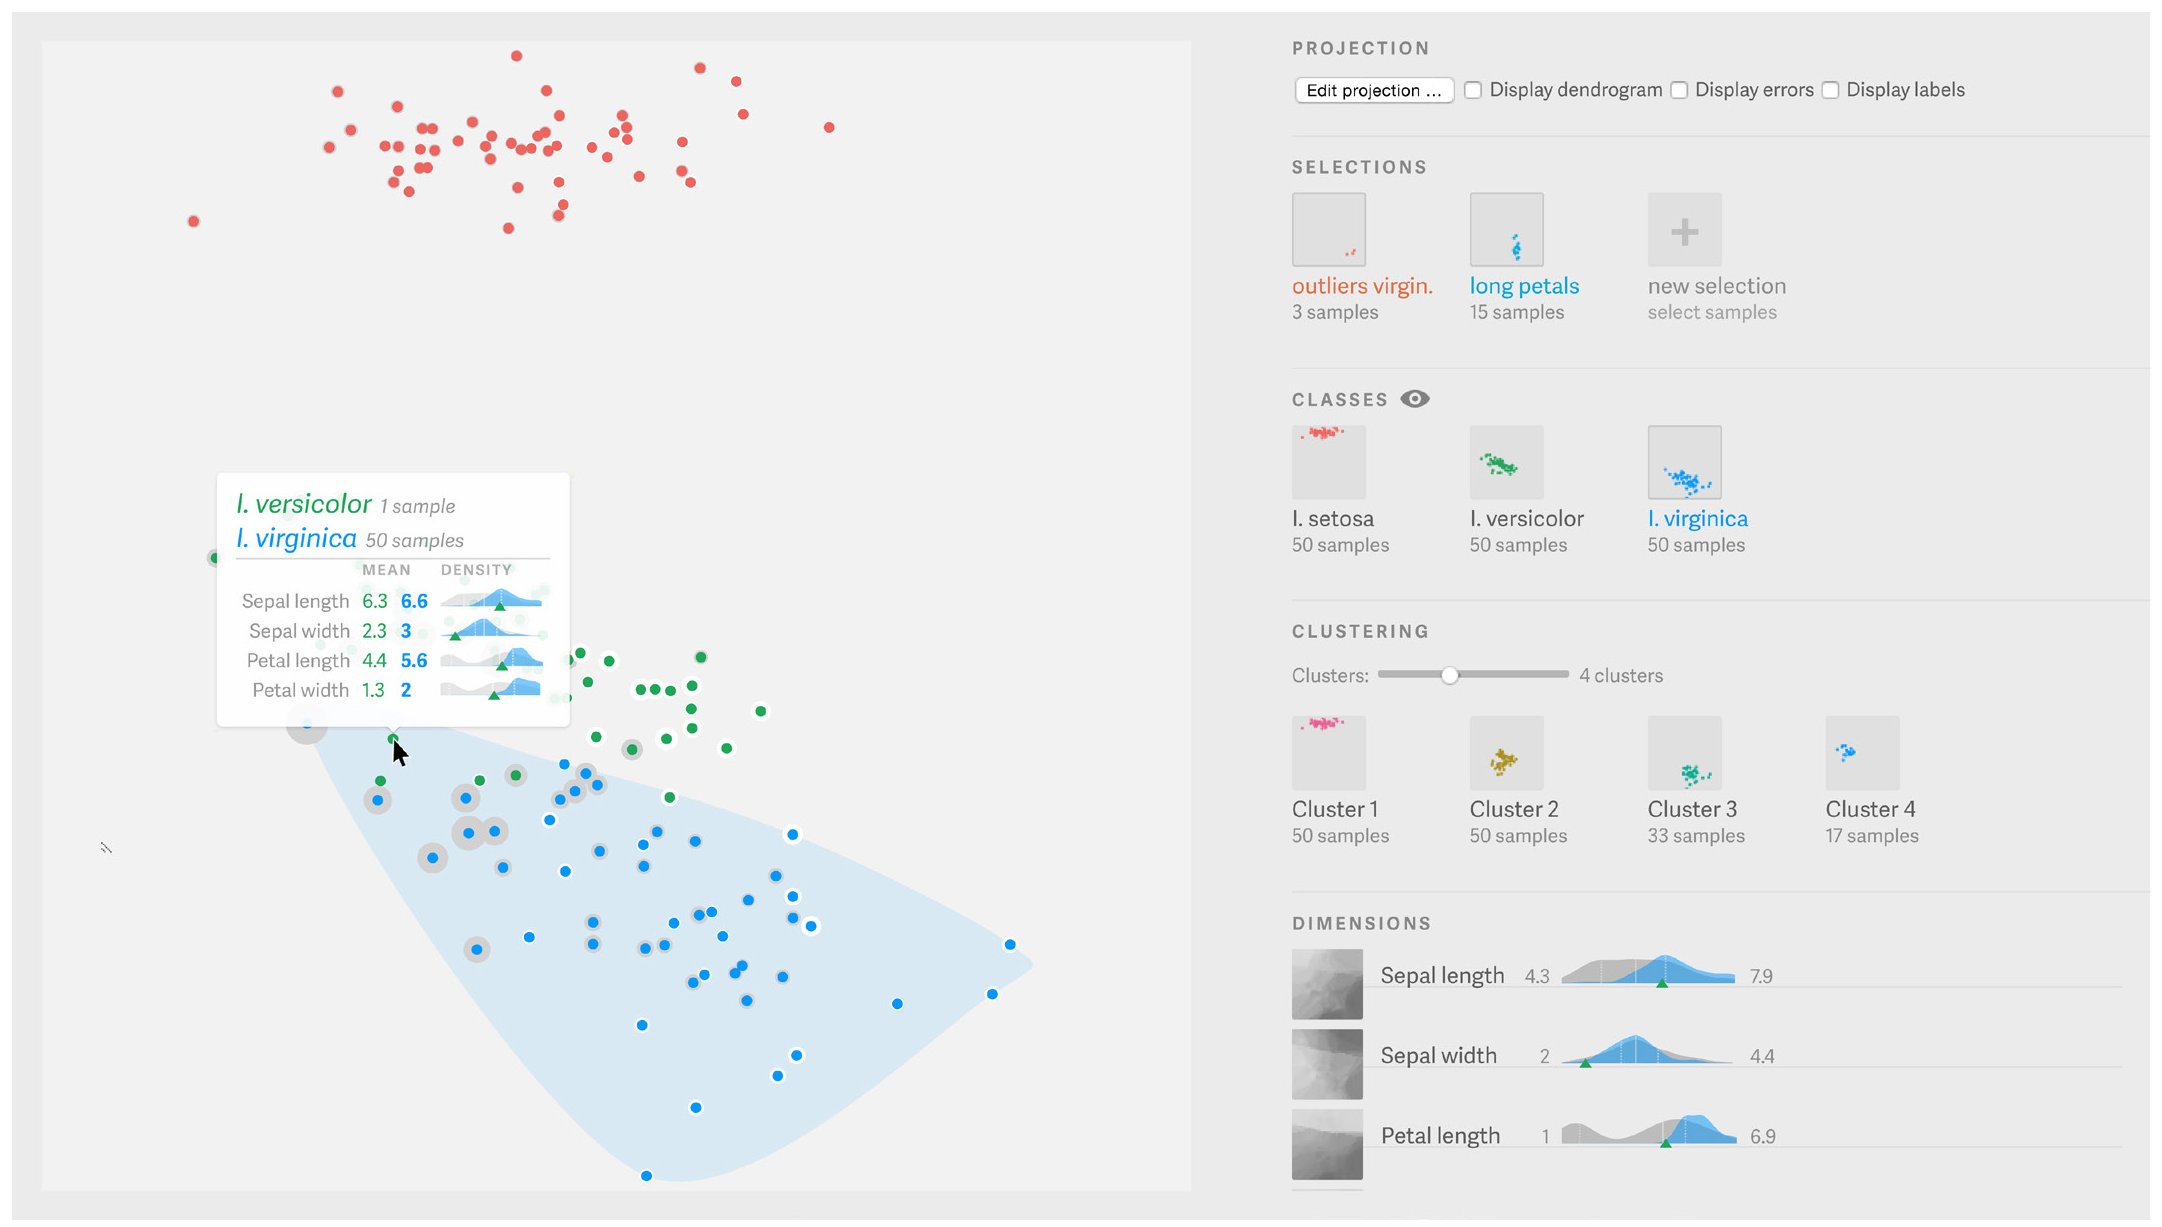 PROJECTION
Edit projection ... Display dendrogram Display errors Display labels
SELECTIONS
outliers virgin. long petals new selection
3 samples 15 samples select samples
CLASSES
I. setosa I. versicolor I. virginica
50 samples 50 samples 50 samples
CLUSTERING
Clusters: 4 clusters
Cluster 1 Cluster 2 Cluster 3 Cluster 4
50 samples 50 samples 33 samples 17 samples
DIMENSIONS
Sepal length 4.3 7.9
Sepal width 2 4.4
Petal length 1 6.9
I. versicolor 1 sample
I. virginica 50 samples
MEAN DENSITY
Sepal length 6.3 6.6
Sepal width 2.3 3
Petal length 4.4 5.6
Petal width 1.3 2